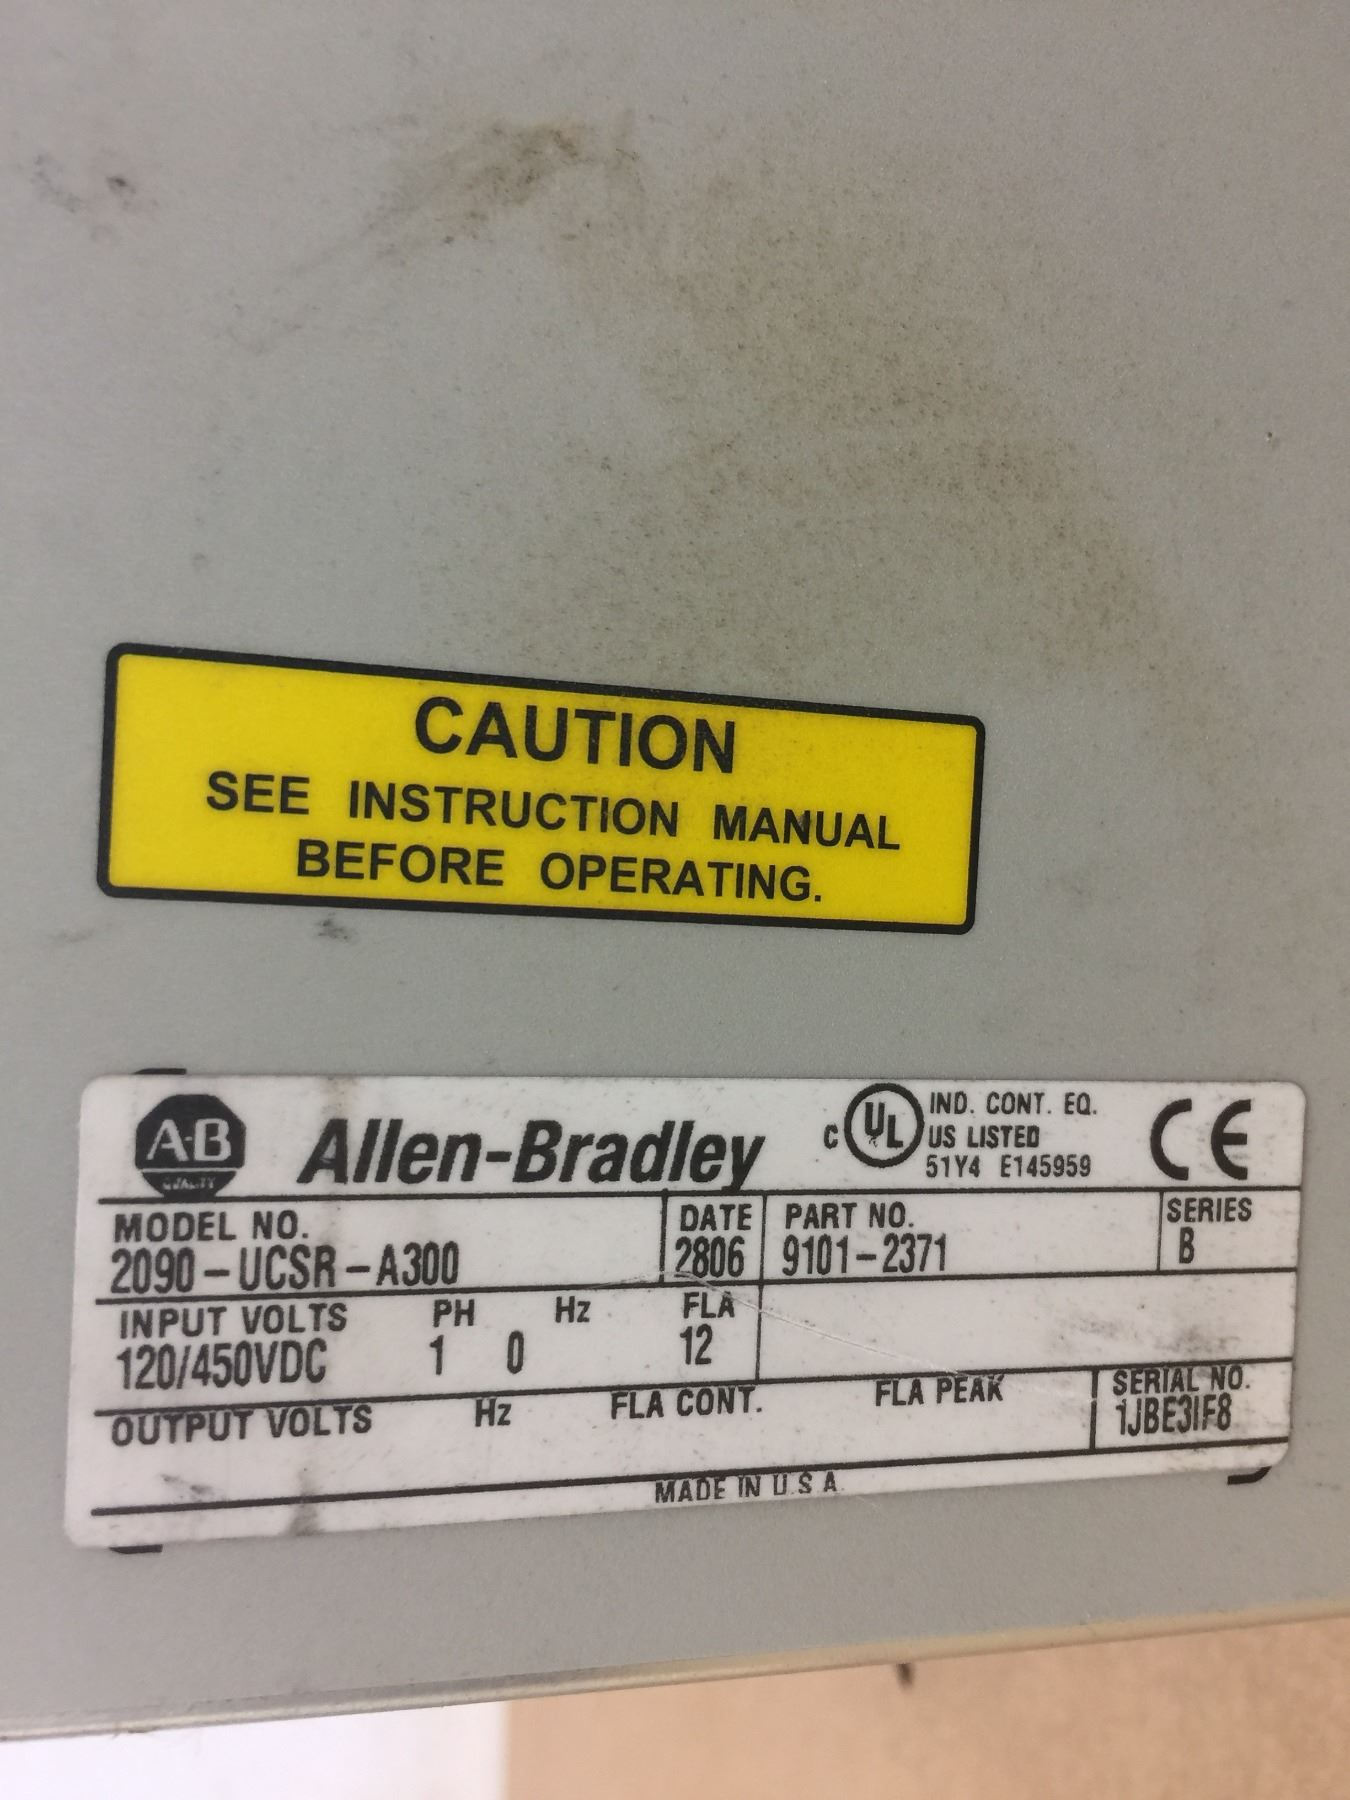 CAUTION
SEE INSTRUCTION MANUAL
BEFORE OPERATING.
A-B
QUALITY
Allen-Bradley
C UL US LISTED
IND. CONT. EQ.
51Y4 E145959
CE
MODEL NO.
2090-UCSR-A300
DATE
2806
PART NO.
9101-2371
SERIES
B
INPUT VOLTS PH Hz FLA
120/450VDC 1 0 12
OUTPUT VOLTS Hz FLA CONT. FLA PEAK
SERIAL NO.
1JBE3IF8
MADE IN U.S.A.